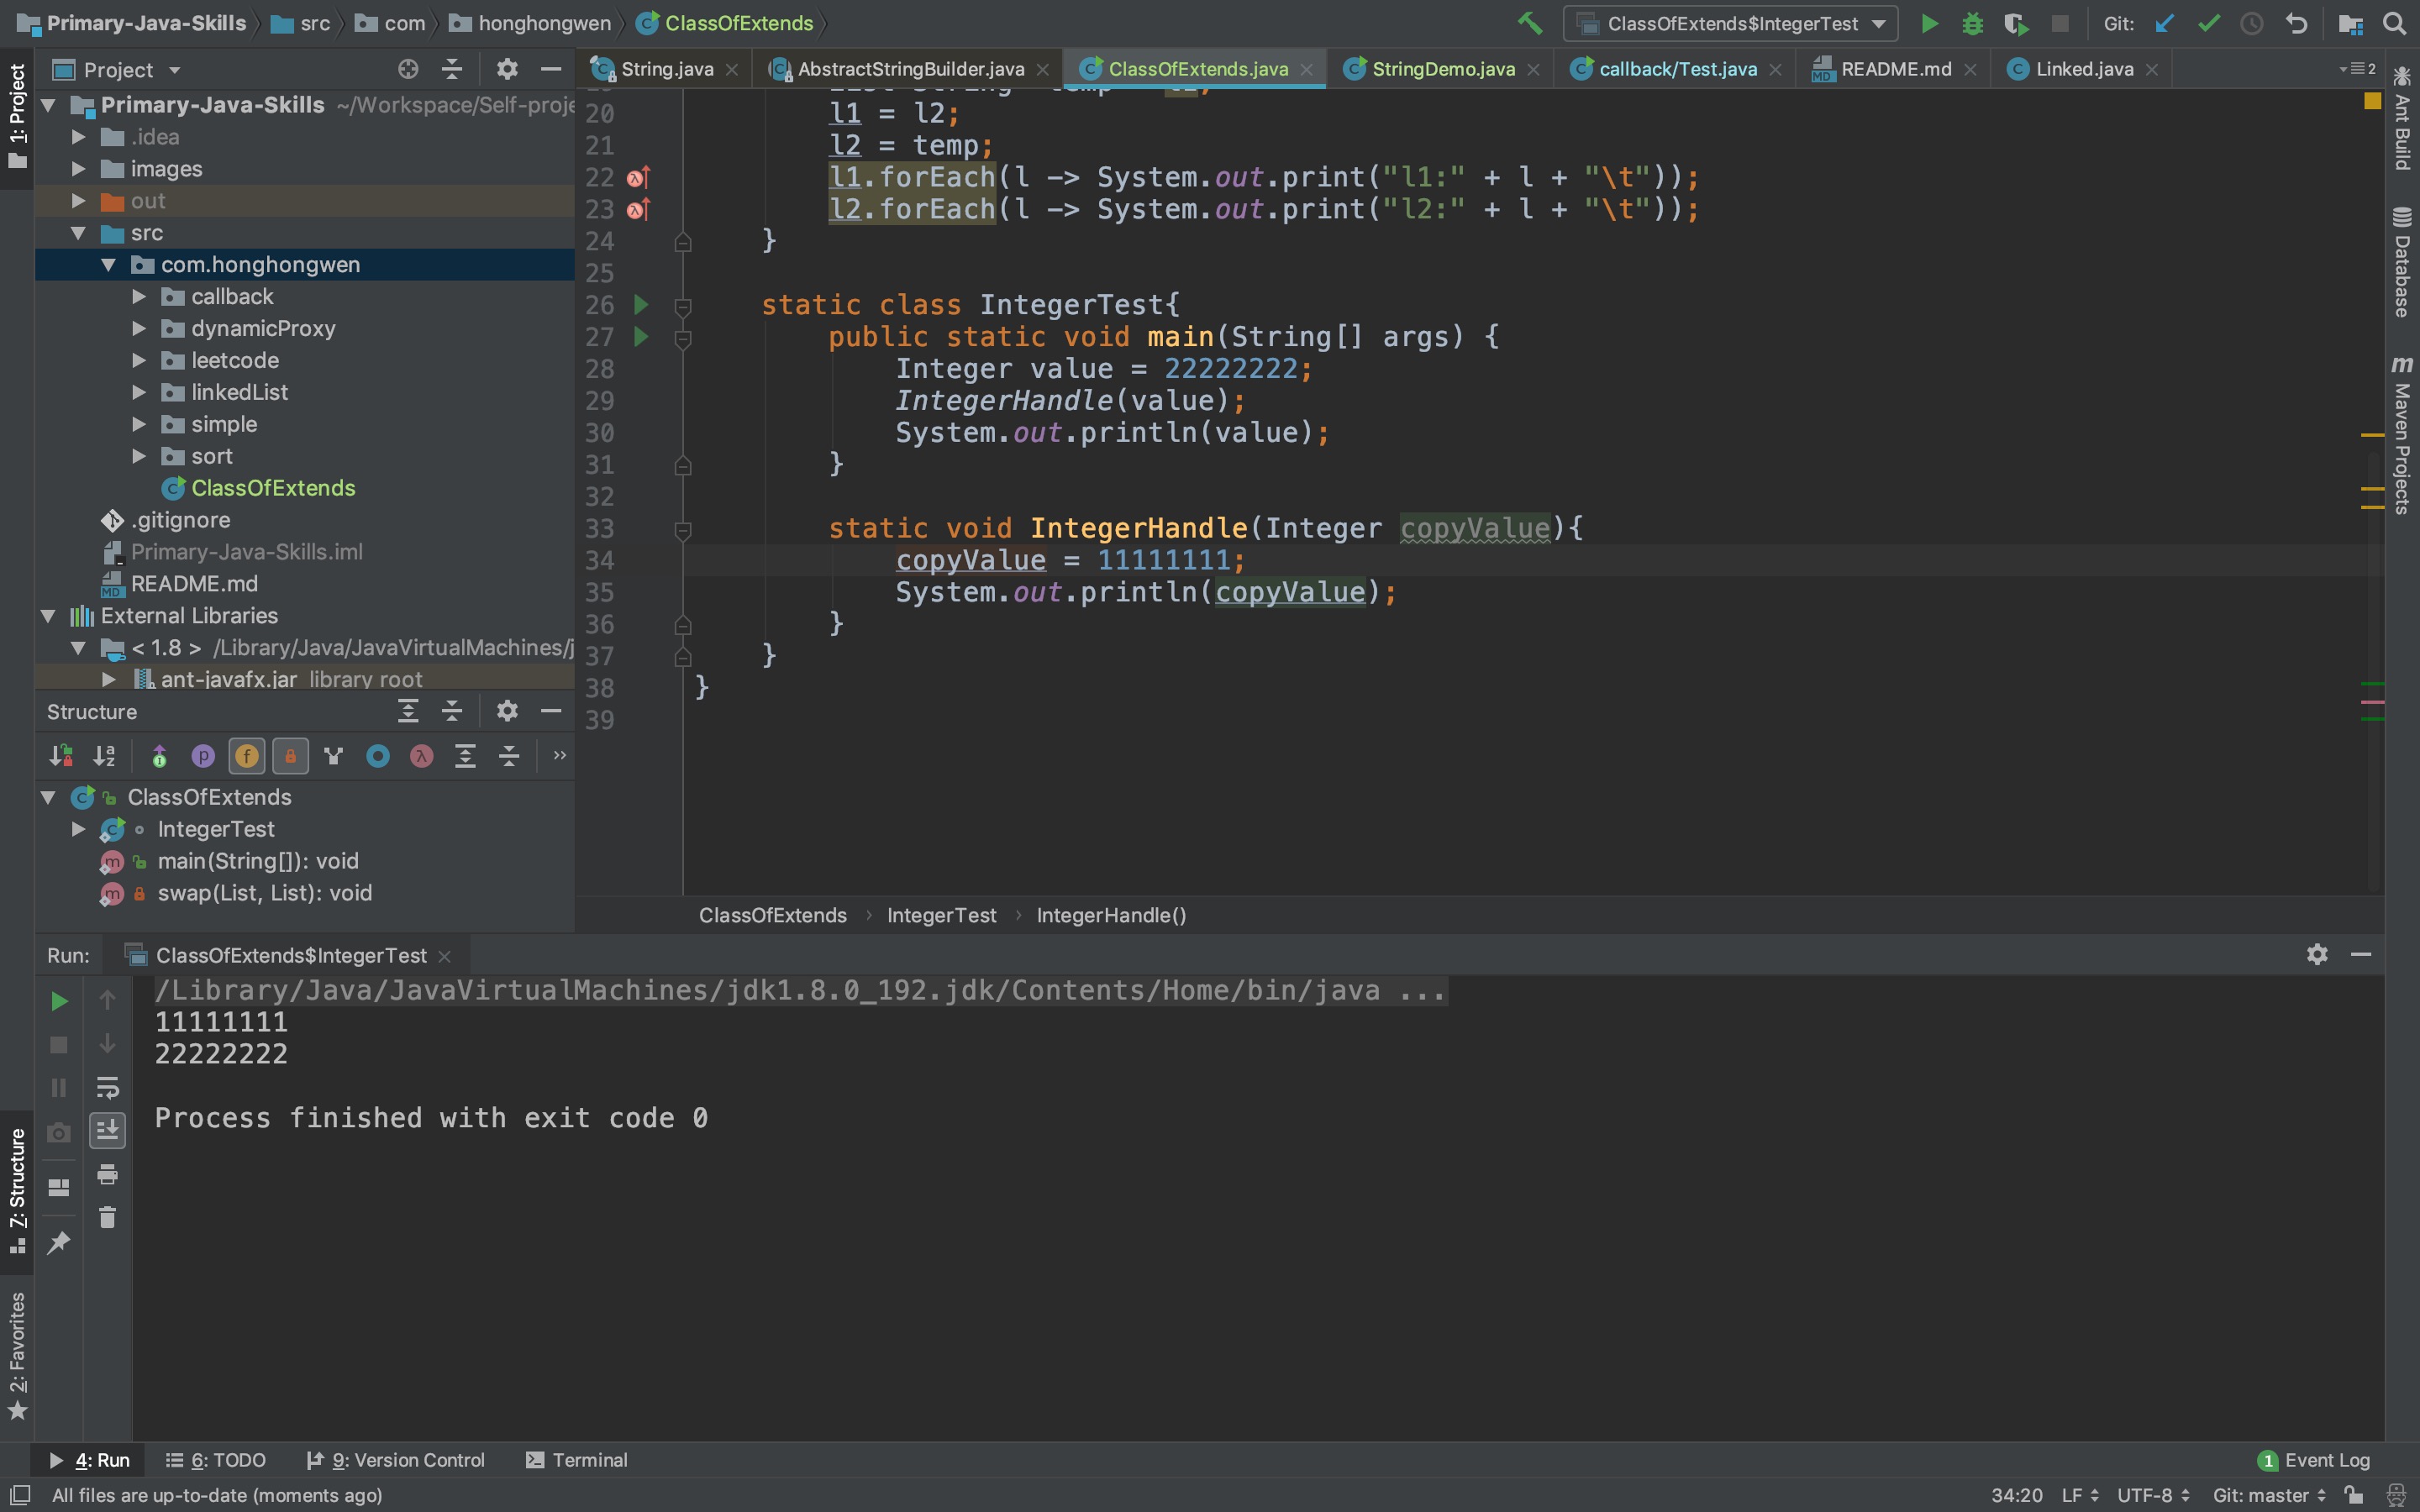 Primary-Java-Skills src com honghongwen ClassOfExtends ClassOfExtends$IntegerTest Git:
1: Project
Project
String.java AbstractStringBuilder.java ClassOfExtends.java StringDemo.java callback/Test.java README.md Linked.java 2
Primary-Java-Skills ~/Workspace/Self-proje
.idea
images
out
src
com.honghongwen
callback
dynamicProxy
leetcode
linkedList
simple
sort
ClassOfExtends
.gitignore
Primary-Java-Skills.iml
README.md
External Libraries
< 1.8 > /Library/Java/JavaVirtualMachines/j
ant-javafx.jar library root
20 l1 = l2;
21 l2 = temp;
22 l1.forEach(l -> System.out.print("l1:" + l + "\t"));
23 l2.forEach(l -> System.out.print("l2:" + l + "\t"));
24 }
25
26 static class IntegerTest{
27 public static void main(String[] args) {
28 Integer value = 22222222;
29 IntegerHandle(value);
30 System.out.println(value);
31 }
32
33 static void IntegerHandle(Integer copyValue){
34 copyValue = 11111111;
35 System.out.println(copyValue);
36 }
37 }
38 }
39
Ant Build
Database
Maven Projects
Structure
ClassOfExtends
IntegerTest
main(String[]): void
swap(List, List): void
ClassOfExtends › IntegerTest › IntegerHandle()
Run: ClassOfExtends$IntegerTest
/Library/Java/JavaVirtualMachines/jdk1.8.0_192.jdk/Contents/Home/bin/java ...
11111111
22222222
Process finished with exit code 0
7: Structure
2: Favorites
4: Run 6: TODO 9: Version Control Terminal 1 Event Log
All files are up-to-date (moments ago) 34:20 LF UTF-8 Git: master